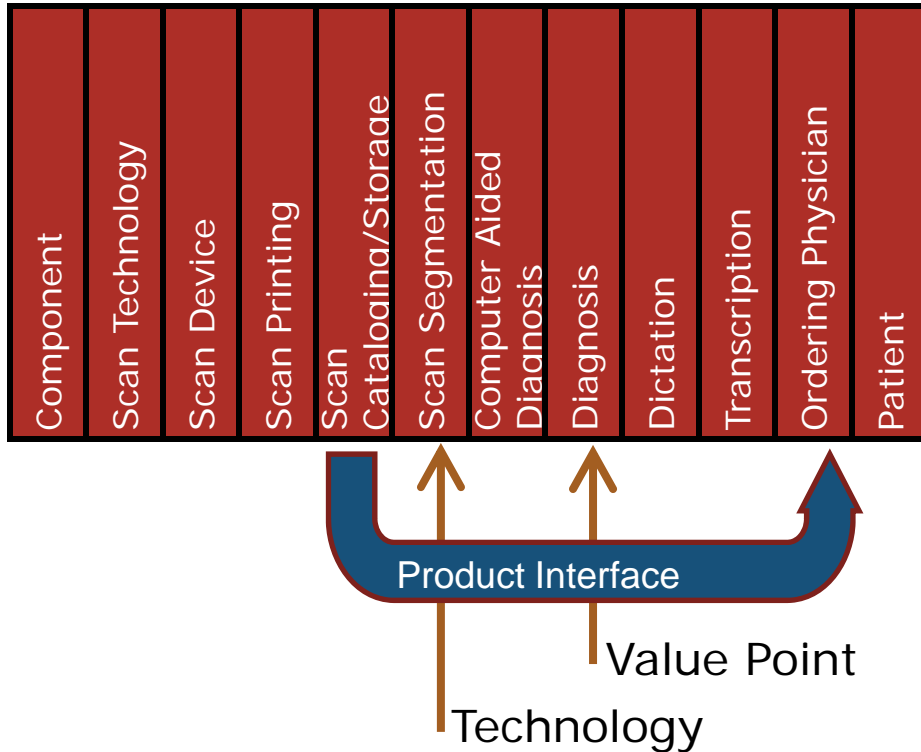 Component
Scan Technology
Scan Device
Scan Printing
Scan
Cataloging/Storage
Scan Segmentation
Computer Aided
Diagnosis
Diagnosis
Dictation
Transcription
Ordering Physician
Patient
Product Interface
Value Point
Technology